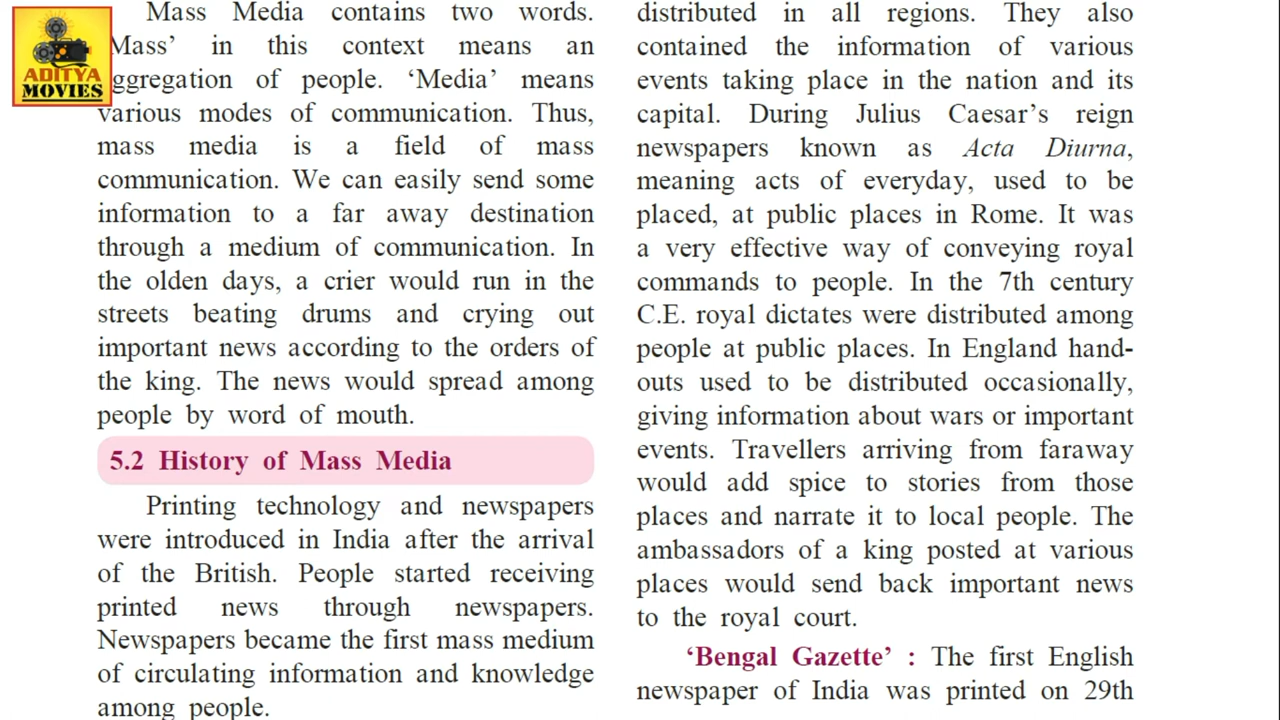 ADITYA
MOVIES
Mass Media contains two words.
Mass’ in this context means an
ggregation of people. ‘Media’ means
various modes of communication. Thus,
mass media is a field of mass
communication. We can easily send some
information to a far away destination
through a medium of communication. In
the olden days, a crier would run in the
streets beating drums and crying out
important news according to the orders of
the king. The news would spread among
people by word of mouth.
5.2 History of Mass Media
Printing technology and newspapers
were introduced in India after the arrival
of the British. People started receiving
printed news through newspapers.
Newspapers became the first mass medium
of circulating information and knowledge
among people.
distributed in all regions. They also
contained the information of various
events taking place in the nation and its
capital. During Julius Caesar’s reign
newspapers known as Acta Diurna,
meaning acts of everyday, used to be
placed, at public places in Rome. It was
a very effective way of conveying royal
commands to people. In the 7th century
C.E. royal dictates were distributed among
people at public places. In England hand-
outs used to be distributed occasionally,
giving information about wars or important
events. Travellers arriving from faraway
would add spice to stories from those
places and narrate it to local people. The
ambassadors of a king posted at various
places would send back important news
to the royal court.
‘Bengal Gazette’ : The first English
newspaper of India was printed on 29th